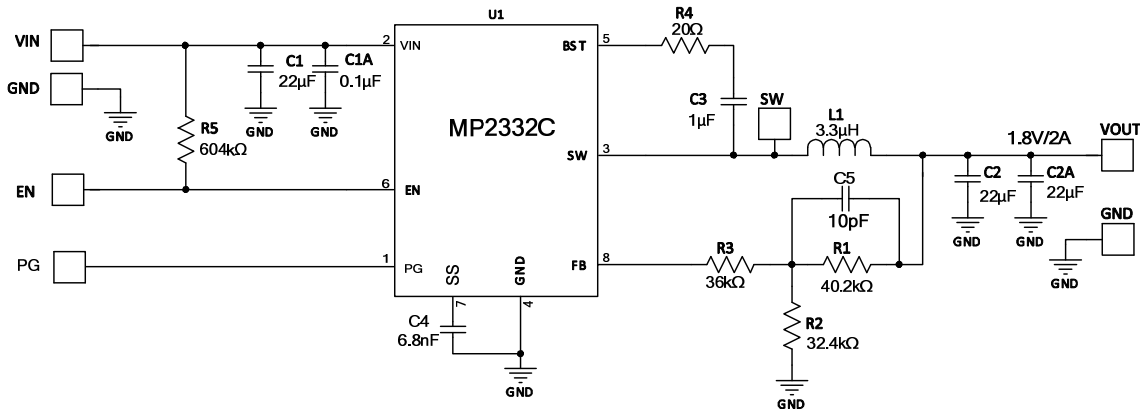 U1
MP2332C
VIN
GND
GND
R5
604kΩ
C1
22µF
GND
C1A
0.1µF
GND
EN
PG
2
VIN
6
EN
1
PG
SS
7
GND
4
C4
6.8nF
GND
BST
5
R4
20Ω
C3
1µF
SW
SW
3
L1
3.3µH
1.8V/2A
VOUT
C2
22µF
GND
C2A
22µF
GND
GND
GND
C5
10pF
FB
8
R3
36kΩ
R1
40.2kΩ
R2
32.4kΩ
GND